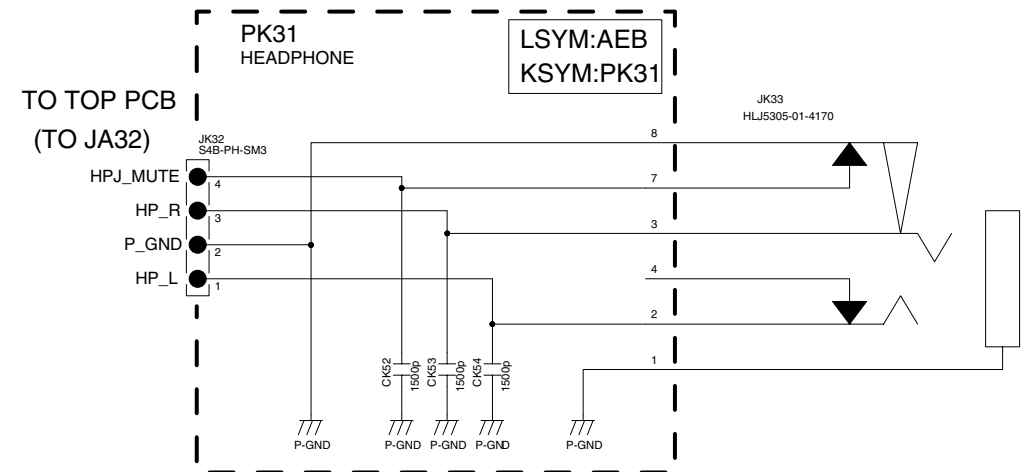 PK31
HEADPHONE
LSYM:AEB
KSYM:PK31
TO TOP PCB
(TO JA32)
JK32
S4B-PH-SM3
JK33
HLJ5305-01-4170
HPJ_MUTE
4
HP_R
3
P_GND
2
HP_L
1
8
7
3
4
2
1
CK52
1500p
CK53
1500p
CK54
1500p
P-GND
P-GND
P-GND
P-GND
P-GND